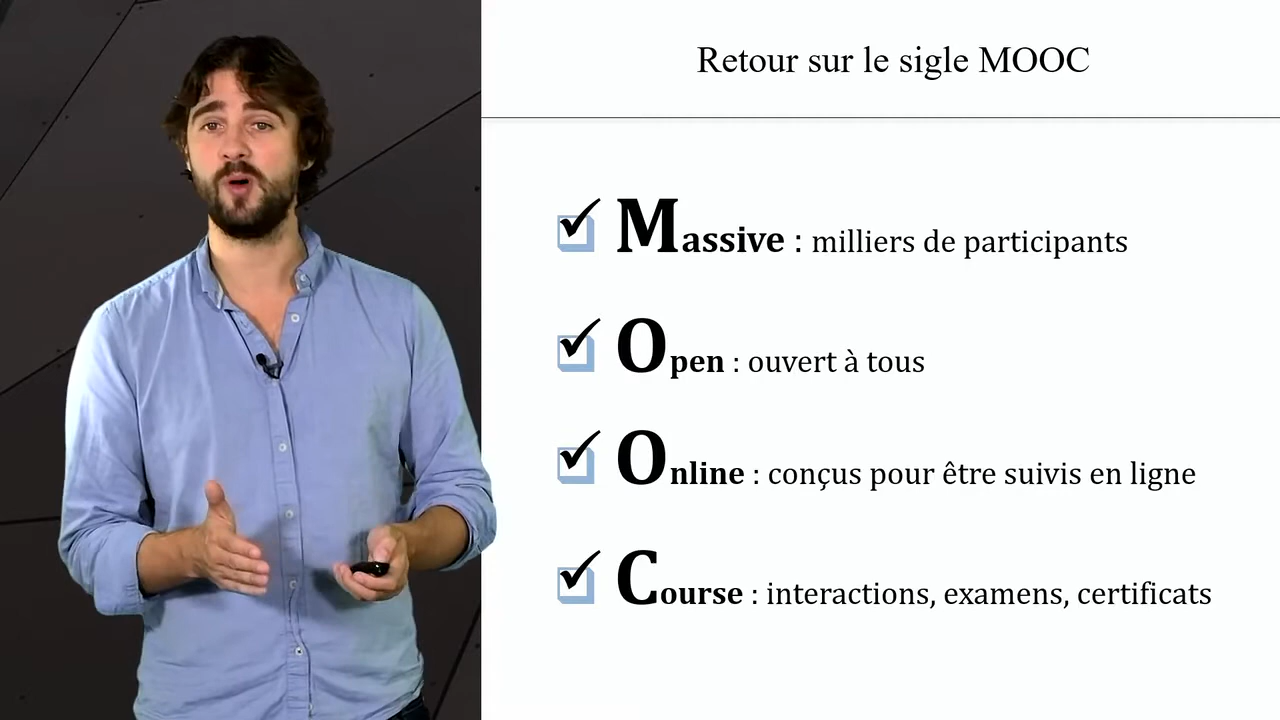 Retour sur le sigle MOOC
Massive : milliers de participants
Open : ouvert à tous
Online : conçus pour être suivis en ligne
Course : interactions, examens, certificats